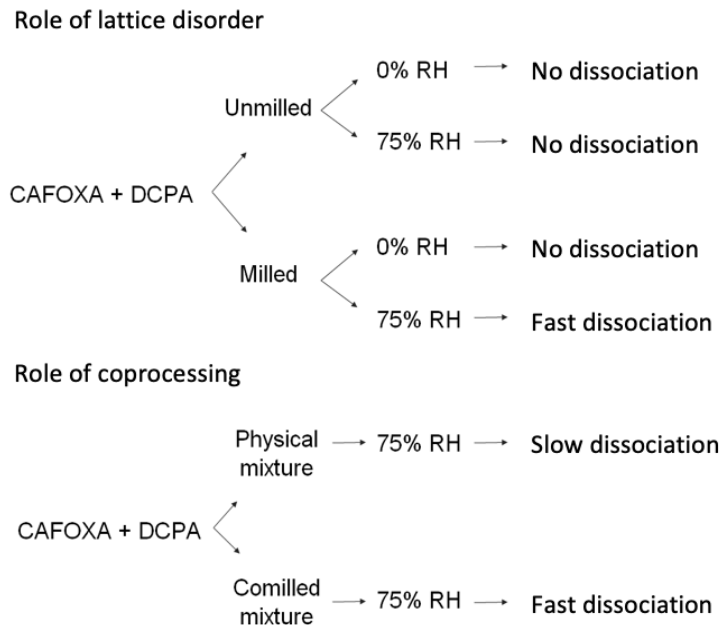 Role of lattice disorder
0% RH → No dissociation
Unmilled
75% RH → No dissociation
CAFOXA + DCPA
0% RH → No dissociation
Milled
75% RH → Fast dissociation
Role of coprocessing
Physical
mixture → 75% RH → Slow dissociation
CAFOXA + DCPA
Comilled
mixture → 75% RH → Fast dissociation